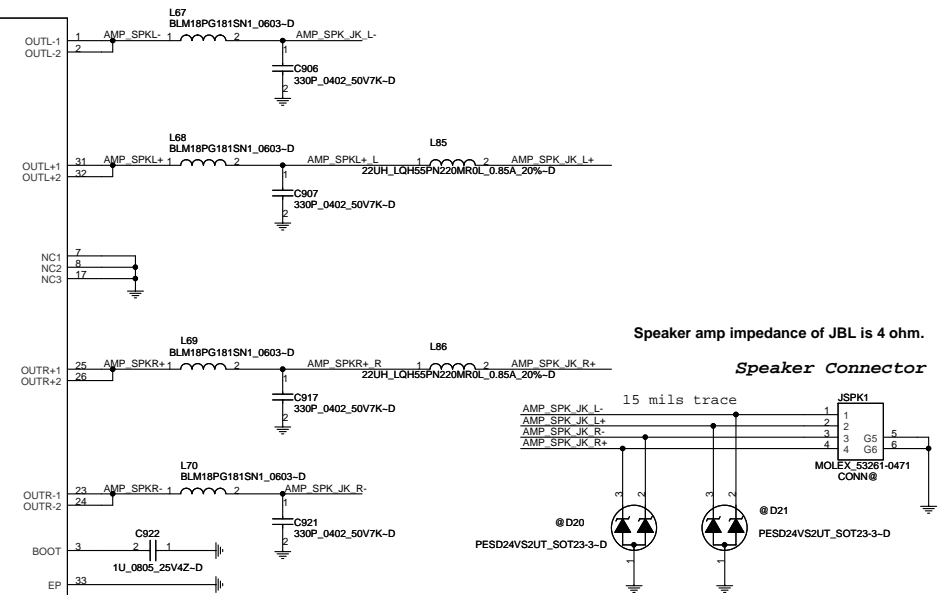 L67
BLM18PG181SN1_0603~D
OUTL-1 1 AMP_SPKL- 1 2 AMP_SPK_JK_L-
OUTL-2 2
1
C906
330P_0402_50V7K~D
2
L68
BLM18PG181SN1_0603~D
L85
OUTL+1 31 AMP_SPKL+ 1 2 AMP_SPKL+_L 1 2 AMP_SPK_JK_L+
OUTL+2 32
22UH_LQH55PN220MR0L_0.85A_20%~D
1
C907
330P_0402_50V7K~D
2
NC1 7
NC2 8
NC3 17
Speaker amp impedance of JBL is 4 ohm.
L69
BLM18PG181SN1_0603~D
L86
OUTR+1 25 AMP_SPKR+ 1 2 AMP_SPKR+_R 1 2 AMP_SPK_JK_R+
OUTR+2 26
22UH_LQH55PN220MR0L_0.85A_20%~D
Speaker Connector
1
C917
330P_0402_50V7K~D
2
15 mils trace
JSPK1
AMP_SPK_JK_L- 1 1
AMP_SPK_JK_L+ 2 2
AMP_SPK_JK_R- 3 3 G5 5
AMP_SPK_JK_R+ 4 4 G6 6
MOLEX_53261-0471
CONN@
L70
BLM18PG181SN1_0603~D
OUTR-1 23 AMP_SPKR- 1 2 AMP_SPK_JK_R-
OUTR-2 24
1
C921
330P_0402_50V7K~D
2
3 2
@D20
PESD24VS2UT_SOT23-3~D
1
3 2
@D21
PESD24VS2UT_SOT23-3~D
1
C922
BOOT 3 2 1
1U_0805_25V4Z~D
EP 33